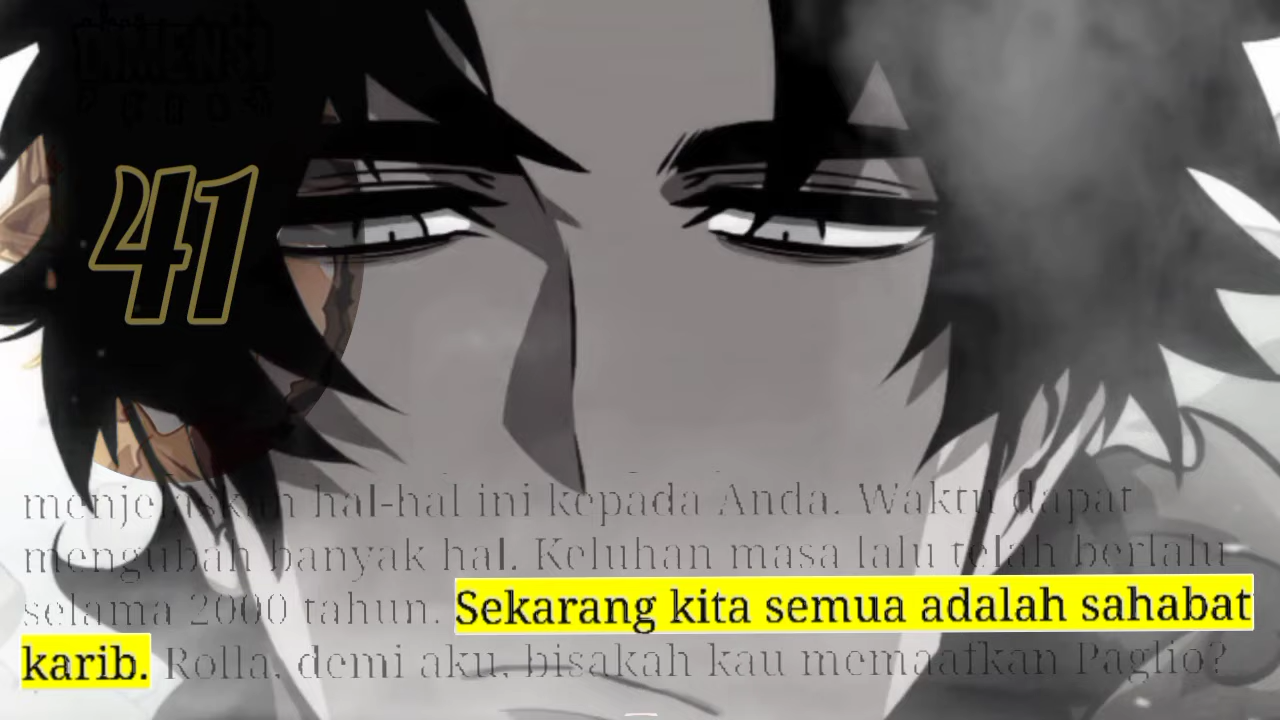 DIMENSI
41
menjelaskan hal-hal ini kepada Anda. Waktu dapat
mengubah banyak hal. Keluhan masa lalu telah berlalu
selama 2000 tahun. Sekarang kita semua adalah sahabat
karib. Rolla, demi aku, bisakah kau memaafkan Paglio?